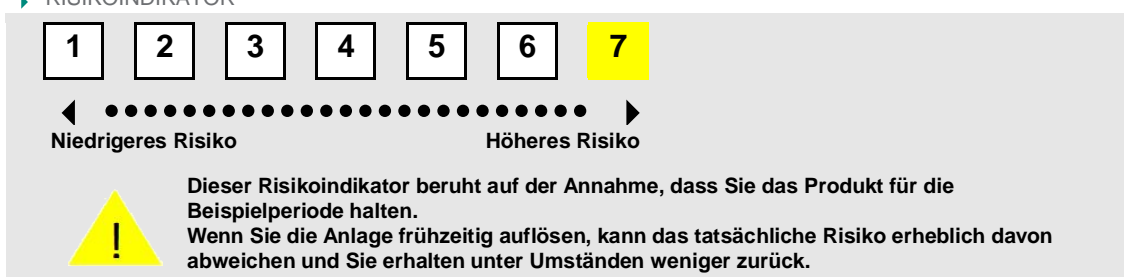 RISIKOINDIKATOR
1 2 3 4 5 6 7
Niedrigeres Risiko Höheres Risiko
Dieser Risikoindikator beruht auf der Annahme, dass Sie das Produkt für die
Beispielperiode halten.
! Wenn Sie die Anlage frühzeitig auflösen, kann das tatsächliche Risiko erheblich davon
abweichen und Sie erhalten unter Umständen weniger zurück.